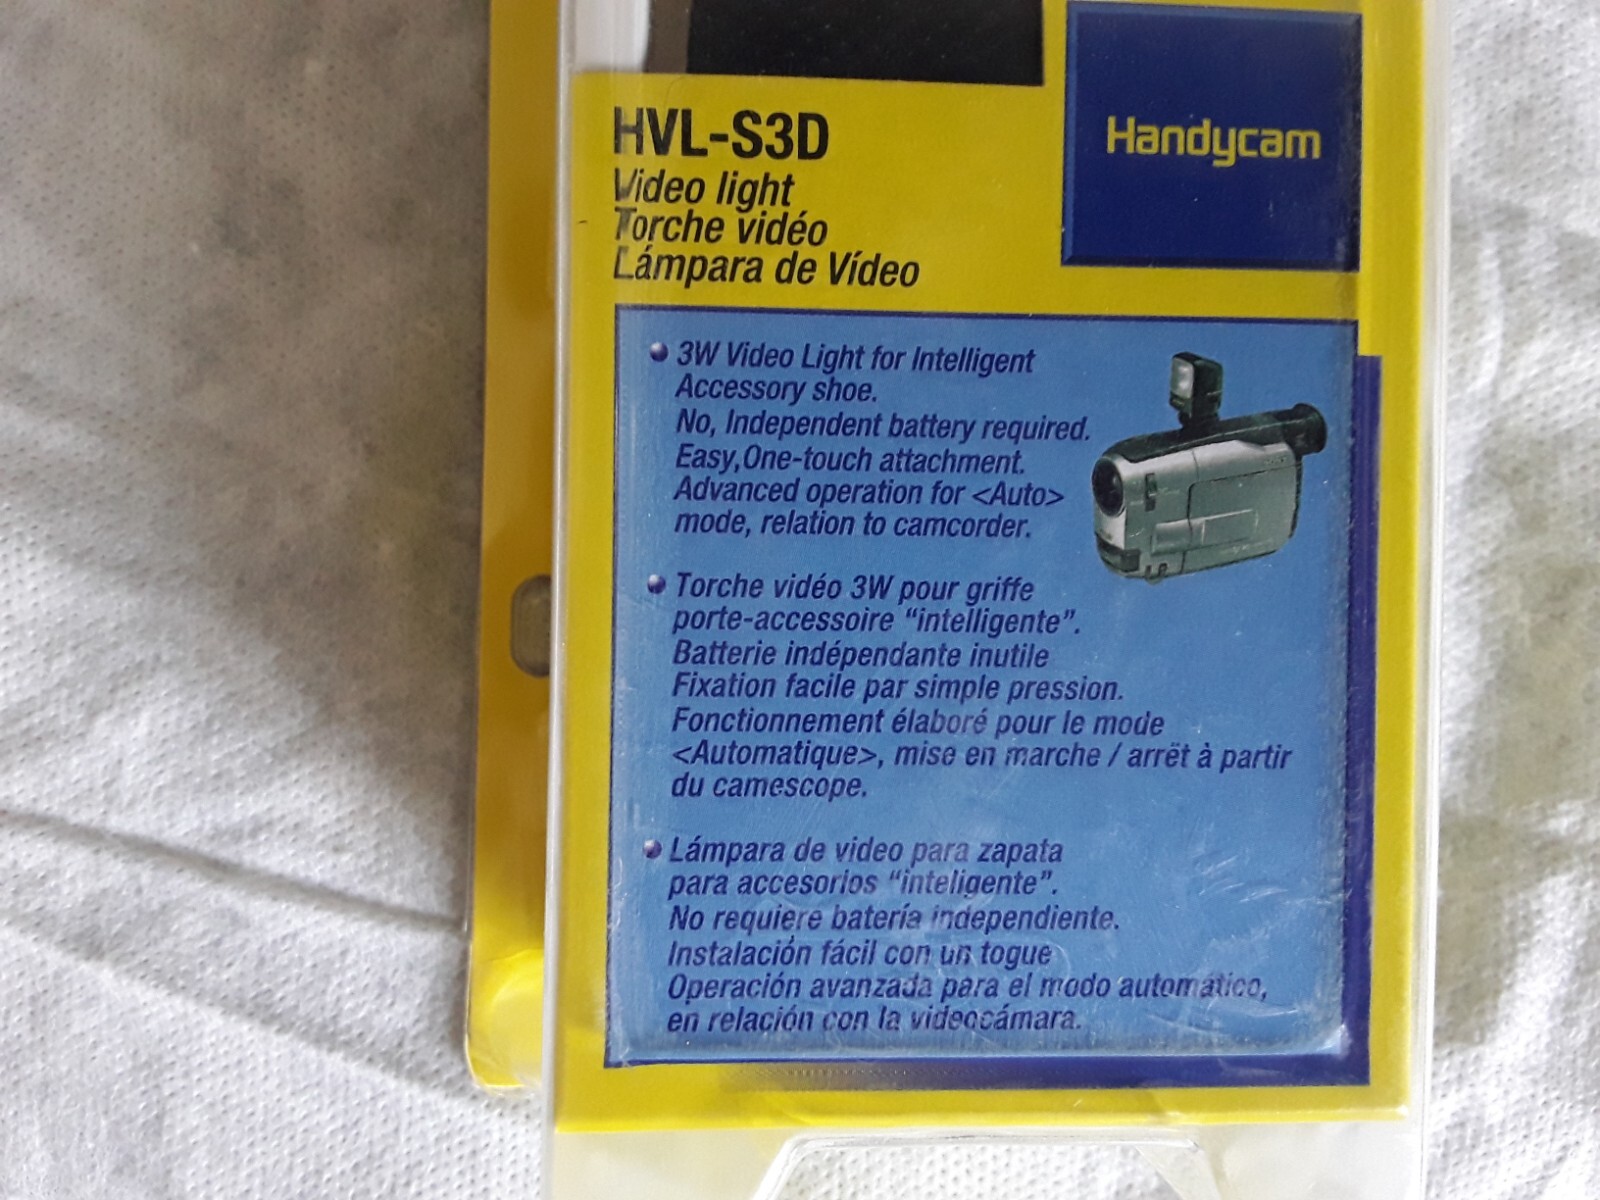 HVL-S3D
Video light
Torche vidéo
Lámpara de Vídeo
Handycam
3W Video Light for Intelligent
Accessory shoe.
No, Independent battery required.
Easy,One-touch attachment.
Advanced operation for <Auto>
mode, relation to camcorder.
Torche vidéo 3W pour griffe
porte-accessoire “intelligente”.
Batterie indépendante inutile
Fixation facile par simple pression.
Fonctionnement élaboré pour le mode
<Automatique>, mise en marche / arrët à partir
du camescope.
Lámpara de video para zapata
para accesorios “inteligente”.
No requiere batería independiente.
Instalación fácil con un togue
Operación avanzada para el modo automático,
en relación con la videocámara.